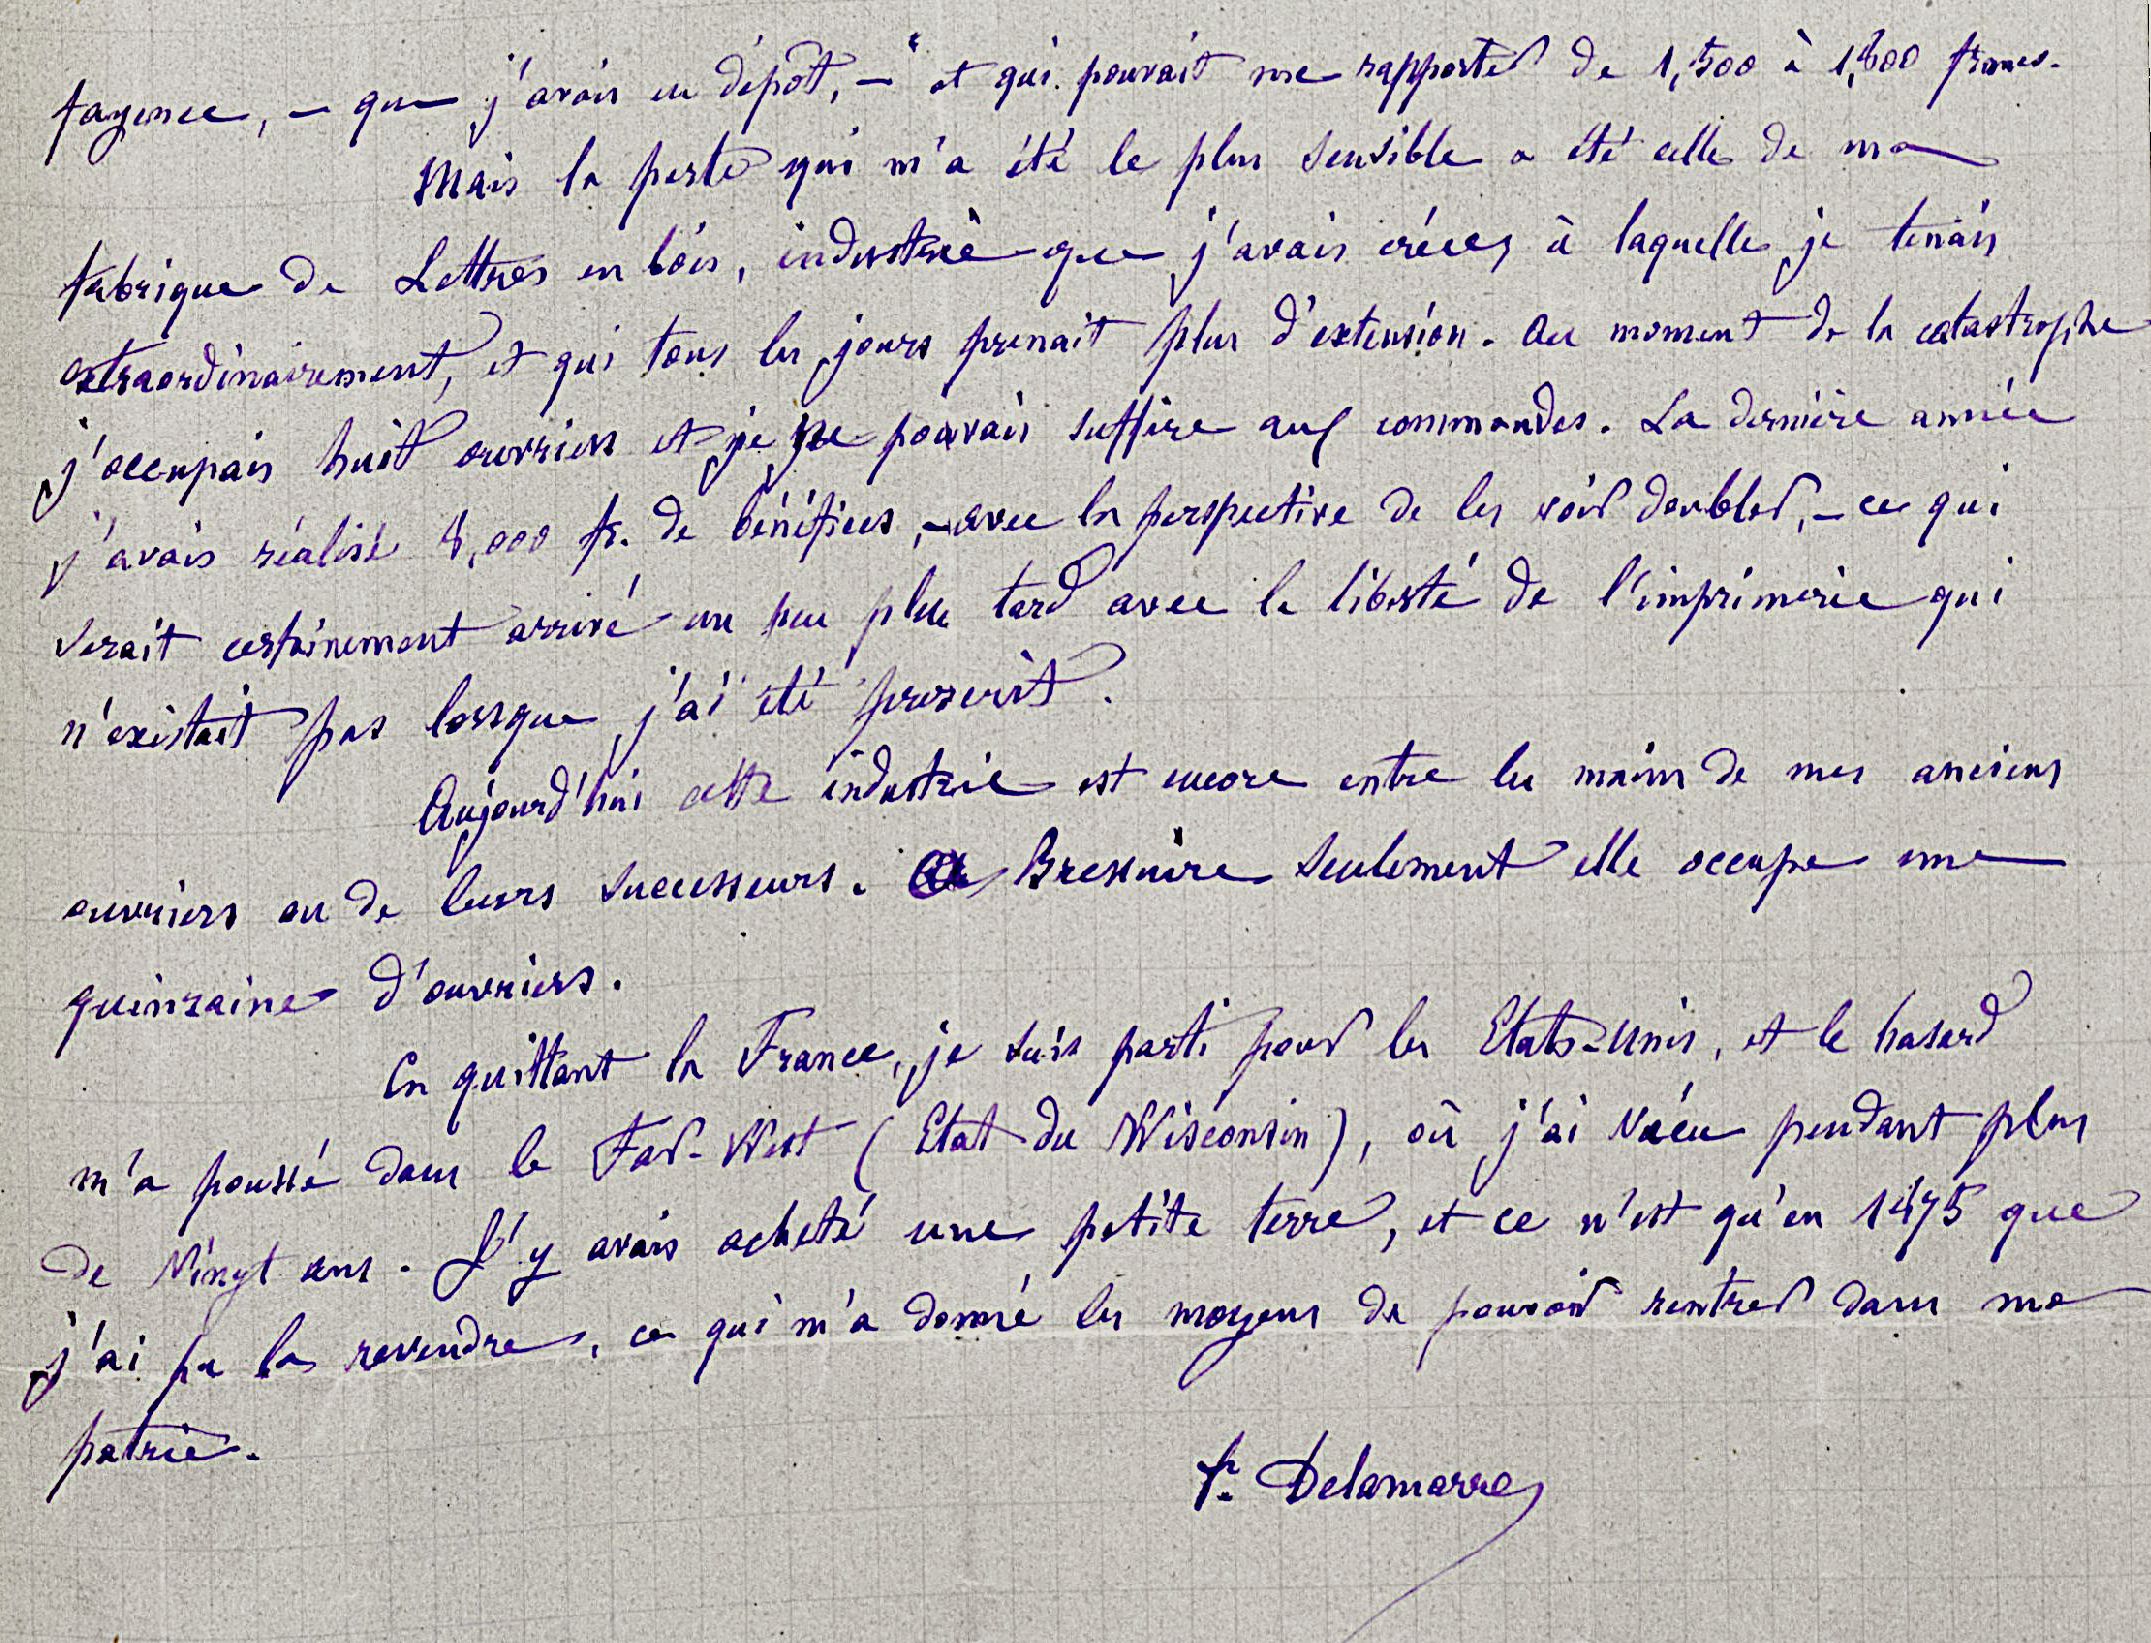 fayence, — que j'avais en dépôt, — et qui pouvait me rapporter de 1,500 à 1,800 francs.
Mais la perte qui m'a été le plus sensible a été celle de ma
fabrique de Lettres en bois, industrie que j'avais créée, à laquelle je tenais
extraordinairement, et qui tous les jours prenait plus d'extension. Au moment de la catastrophe
j'occupais huit ouvriers et je ne pouvais suffire aux commandes. La dernière année
j'avais réalisé 8,000 fr. de bénéfices, — avec la perspective de les voir doubler, — ce qui
serait certainement arrivé un peu plus tard avec la liberté de l'imprimerie qui
n'existait pas lorsque j'ai été proscrit.
Aujourd'hui cette industrie est encore entre les mains de mes anciens
ouvriers ou de leurs successeurs. A Bressuire seulement elle occupe une
quinzaine d'ouvriers.
En quittant la France, je suis parti pour les Etats-Unis, et le hasard
m'a poussé dans le Far-West (Etat du Wisconsin), où j'ai vécu pendant plus
de vingt ans. J'y avais acheté une petite terre, et ce n'est qu'en 1875 que
j'ai pu la revendre, ce qui m'a donné les moyens de pouvoir rentrer dans ma
patrie.
fr. Delamarre